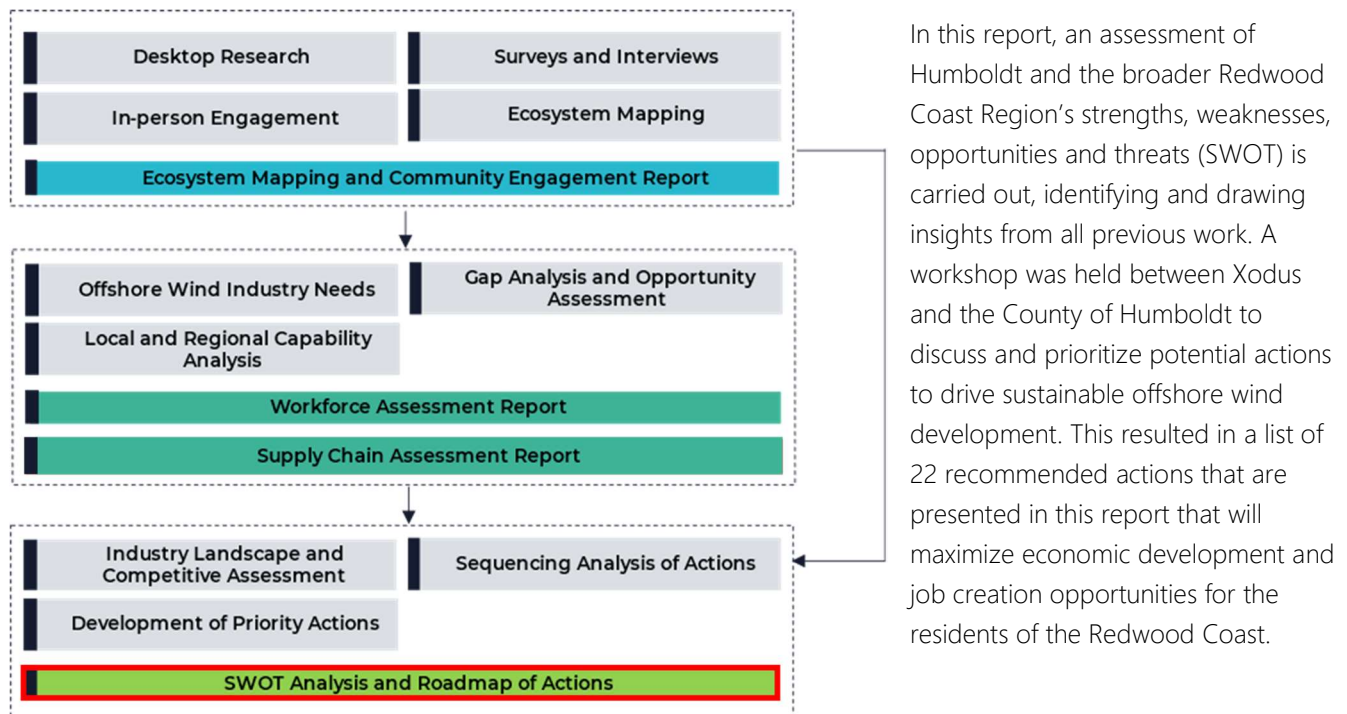 Desktop Research
Surveys and Interviews
In-person Engagement
Ecosystem Mapping
Ecosystem Mapping and Community Engagement Report
Offshore Wind Industry Needs
Gap Analysis and Opportunity
Assessment
Local and Regional Capability
Analysis
Workforce Assessment Report
Supply Chain Assessment Report
Industry Landscape and
Competitive Assessment
Sequencing Analysis of Actions
Development of Priority Actions
SWOT Analysis and Roadmap of Actions
In this report, an assessment of
Humboldt and the broader Redwood
Coast Region’s strengths, weaknesses,
opportunities and threats (SWOT) is
carried out, identifying and drawing
insights from all previous work. A
workshop was held between Xodus
and the County of Humboldt to
discuss and prioritize potential actions
to drive sustainable offshore wind
development. This resulted in a list of
22 recommended actions that are
presented in this report that will
maximize economic development and
job creation opportunities for the
residents of the Redwood Coast.